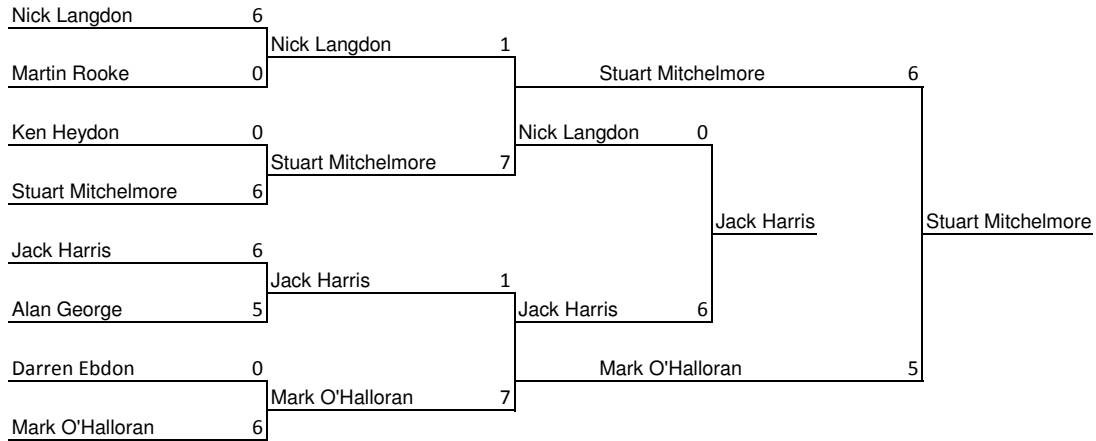 Nick Langdon 6
Nick Langdon 1
Martin Rooke 0
Stuart Mitchelmore 6
Ken Heydon 0
Nick Langdon 0
Stuart Mitchelmore 7
Stuart Mitchelmore 6
Jack Harris
Stuart Mitchelmore
Jack Harris 6
Jack Harris 1
Alan George 5
Jack Harris 6
Darren Ebdon 0
Mark O'Halloran 5
Mark O'Halloran 7
Mark O'Halloran 6